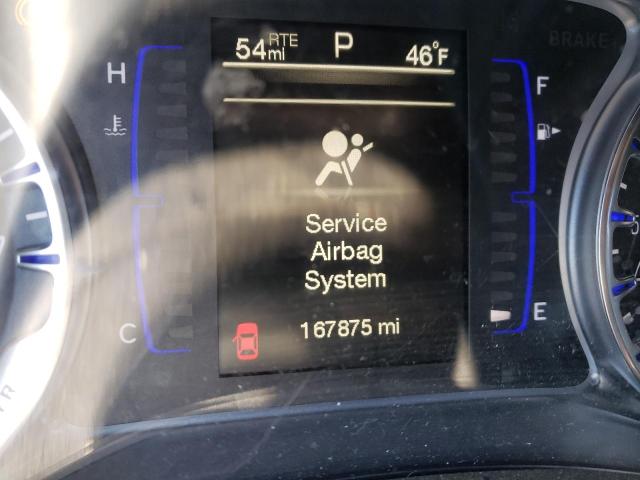 54 RTE mi P 46°F
H
F
Service
Airbag
System
C
167875 mi
E
BRAKE